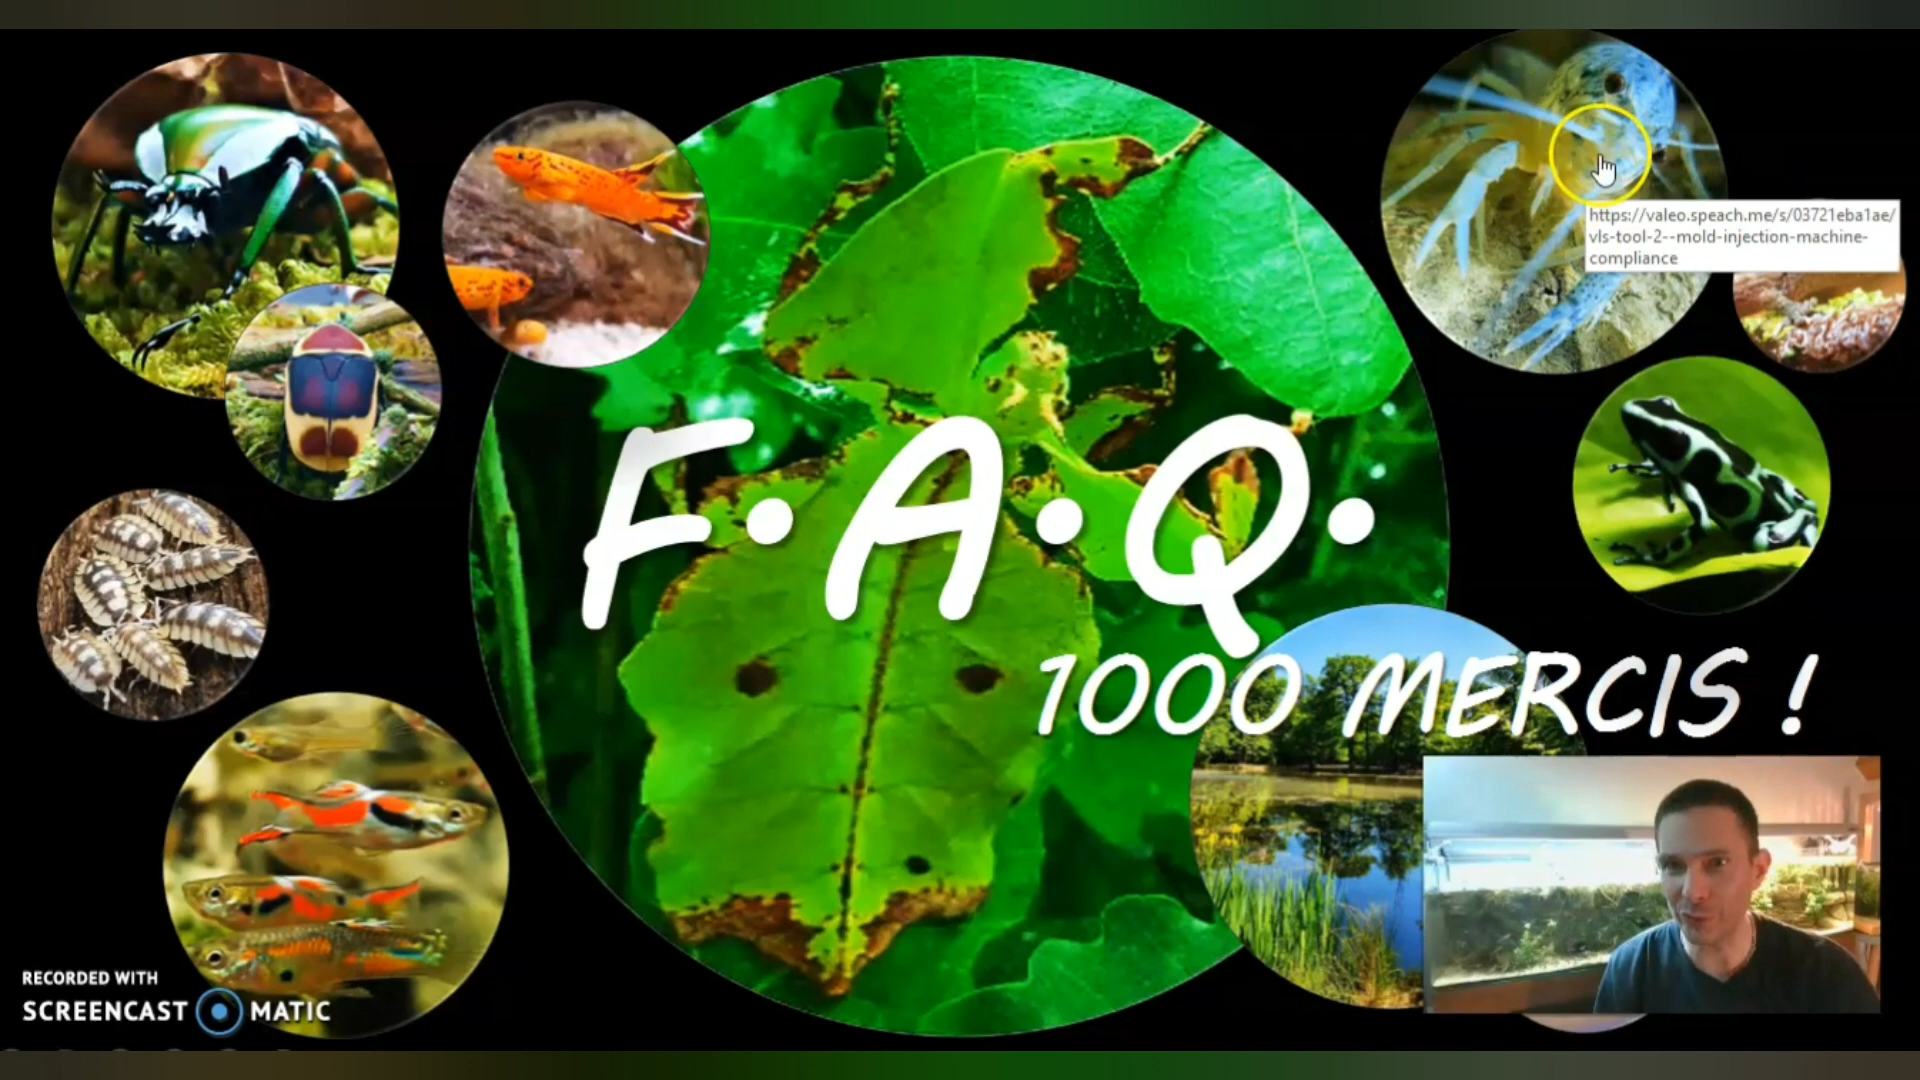 https://valeo.speach.me/s/03721eba1ae/
vls-tool-2--mold-injection-machine-
compliance
F.A.Q.
1000 MERCIS !
RECORDED WITH
SCREENCAST MATIC